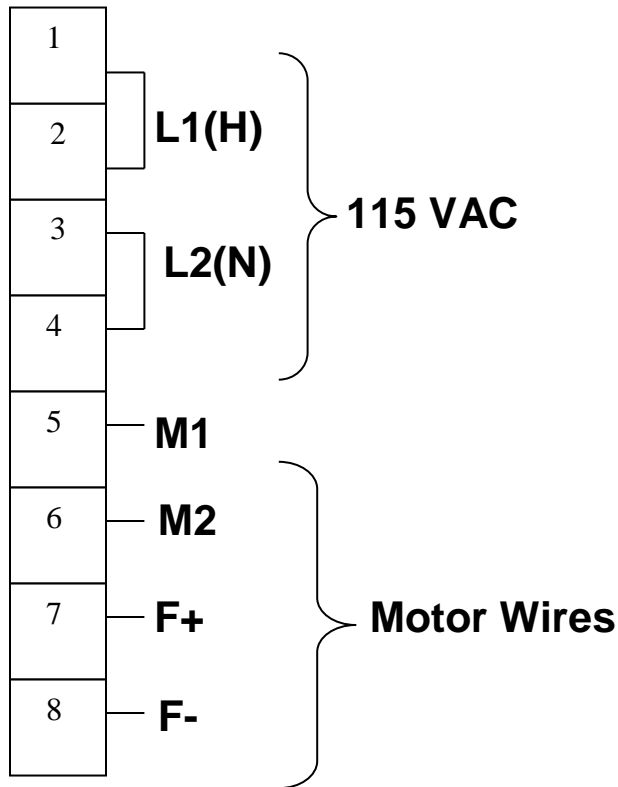 1
2 L1(H)
3 115 VAC
L2(N)
4
5 M1
6 M2
7 F+ Motor Wires
8 F-